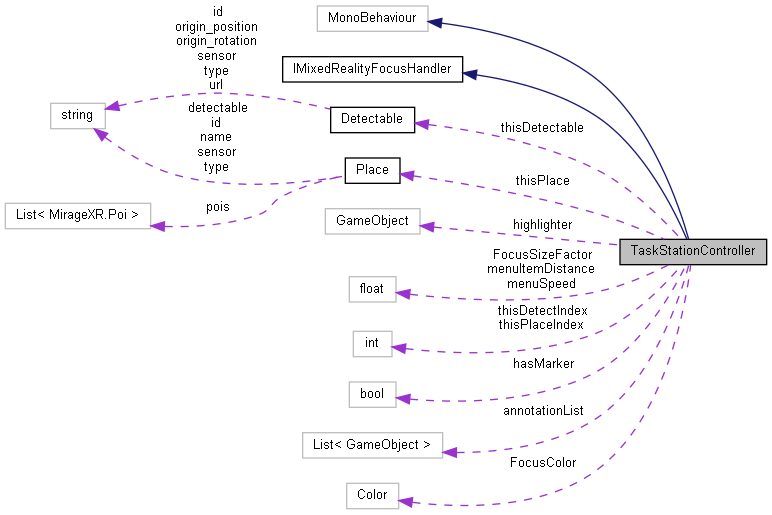 MonoBehaviour
IMixedRealityFocusHandler
id
origin_position
origin_rotation
sensor
type
url
string
Detectable
thisDetectable
detectable
id
name
sensor
type
Place
thisPlace
List< MirageXR.Poi >
pois
GameObject
highlighter
TaskStationController
FocusSizeFactor
menuItemDistance
menuSpeed
float
thisDetectIndex
thisPlaceIndex
int
hasMarker
bool
annotationList
List< GameObject >
FocusColor
Color